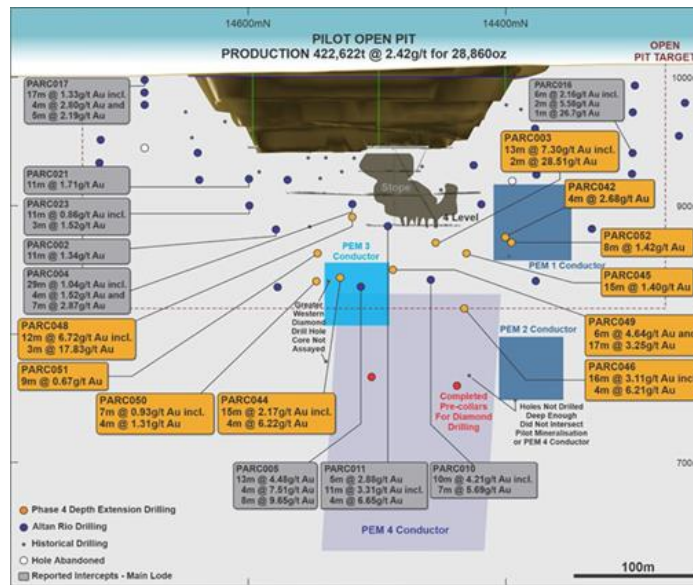 14600mN
14400mN
PILOT OPEN PIT
PRODUCTION 422,622t @ 2.42g/t for 28,860oz
OPEN
PIT TARGET
1000
PARC017
17m @ 1.33g/t Au incl.
4m @ 2.80g/t Au and
5m @ 2.19g/t Au
PARC016
6m @ 2.16g/t Au incl.
2m @ 5.58g/t Au
1m @ 26.7g/t Au
PARC003
13m @ 7.30g/t Au incl.
2m @ 28.51g/t Au
PARC042
4m @ 2.68g/t Au
PARC021
11m @ 1.71g/t Au
Stope
PARC023
11m @ 0.86g/t Au incl.
3m @ 1.52g/t Au
900
4 Level
PARC052
8m @ 1.42g/t Au
PARC002
11m @ 1.34g/t Au
PEM 3
Conductor
PEM 1 Conductor
PARC004
29m @ 1.04g/t Au incl.
4m @ 1.52g/t Au and
7m @ 2.87g/t Au
PARC045
15m @ 1.40g/t Au
Greater
Western
Diamond
Drill Hole
Core Not
Assayed
PARC048
12m @ 6.72g/t Au incl.
3m @ 17.83g/t Au
PARC049
6m @ 4.64g/t Au and
17m @ 3.25g/t Au
PEM 2 Conductor
PARC051
9m @ 0.67g/t Au
PARC046
16m @ 3.11g/t Au incl.
4m @ 6.21g/t Au
PARC050
7m @ 0.93g/t Au incl.
4m @ 1.31g/t Au
PARC044
15m @ 2.17g/t Au incl.
4m @ 6.22g/t Au
Completed
Pre-collars
For Diamond
Drilling
Holes Not Drilled
Deep Enough
Did Not Intersect
Pilot Mineralisation
or PEM 4 Conductor
PARC005
13m @ 4.48g/t Au
4m @ 7.51g/t Au
8m @ 9.65g/t Au
PARC011
5m @ 2.88g/t Au
11m @ 3.31g/t Au incl.
4m @ 6.65g/t Au
PARC010
10m @ 4.21g/t Au incl.
7m @ 5.69g/t Au
700
PEM 4 Conductor
Phase 4 Depth Extension Drilling
Altan Rio Drilling
Historical Drilling
Hole Abandoned
Reported Intercepts - Main Lode
100m